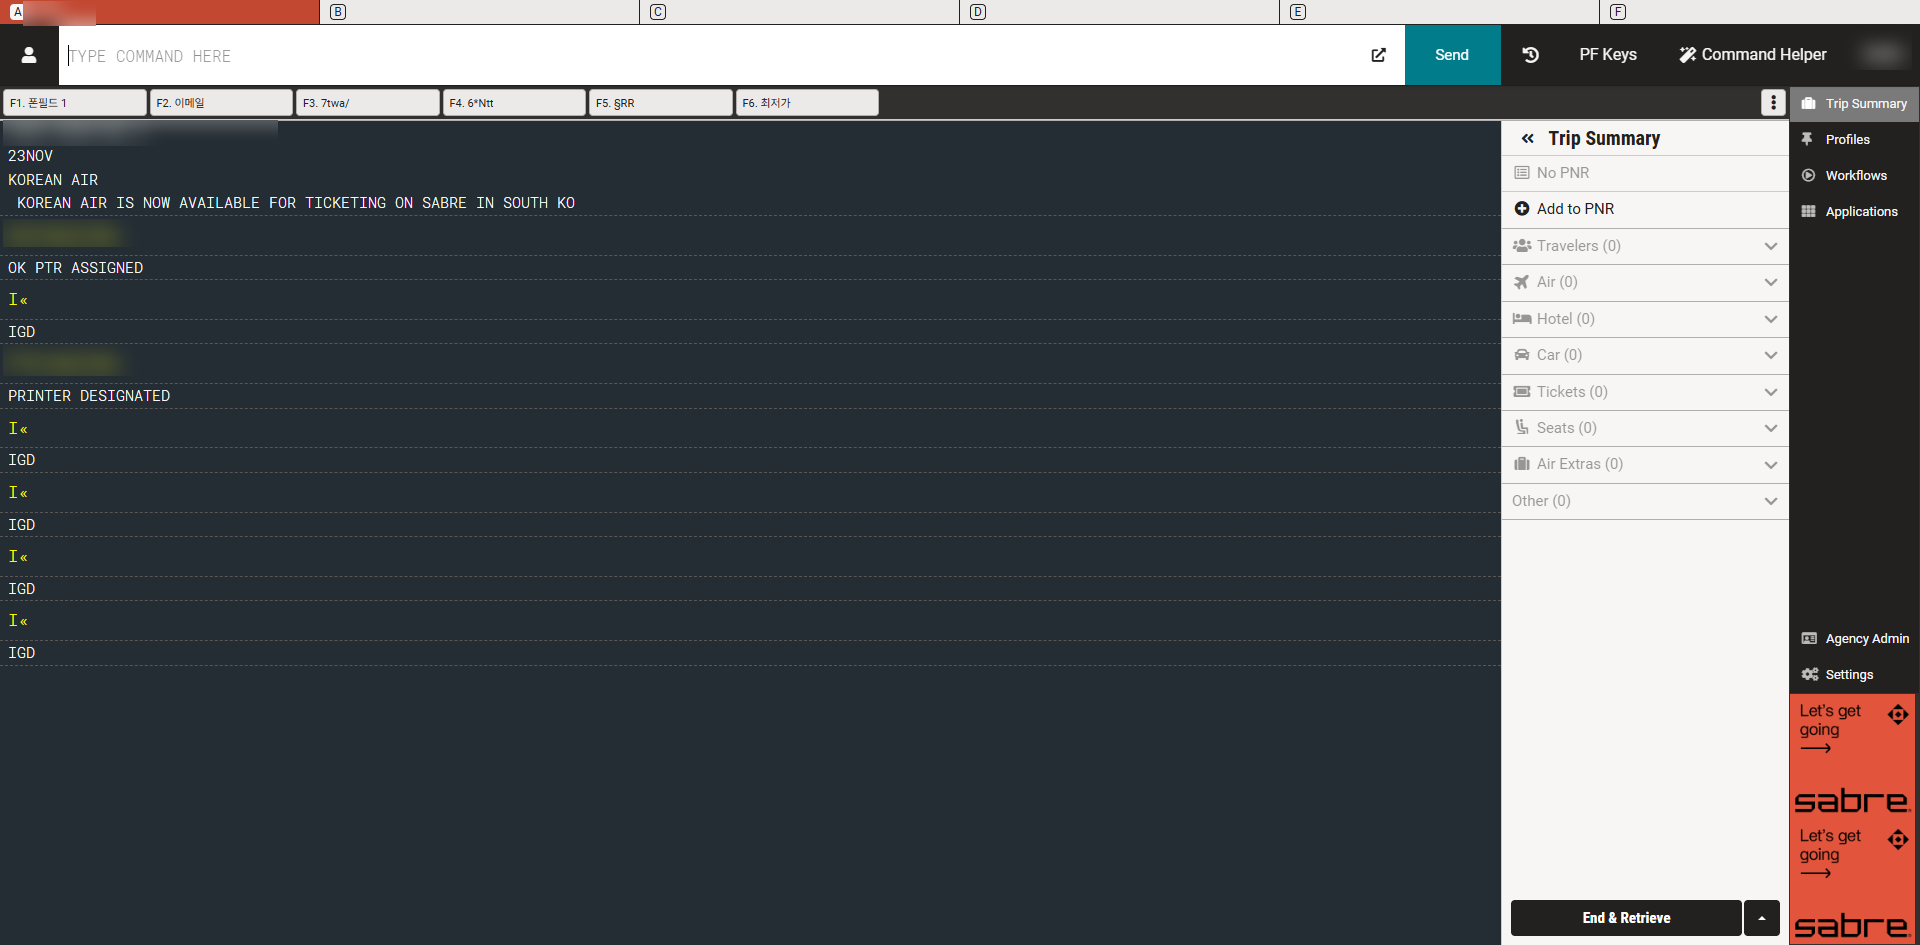 A
B
C
D
E
F
TYPE COMMAND HERE
Send
PF Keys
Command Helper
F1. 폰필드 1
F2. 이메일
F3. 7twa/
F4. 6*Ntt
F5. §RR
F6. 최저가
23NOV
KOREAN AIR
KOREAN AIR IS NOW AVAILABLE FOR TICKETING ON SABRE IN SOUTH KO
OK PTR ASSIGNED
I«
IGD
PRINTER DESIGNATED
I«
IGD
I«
IGD
I«
IGD
I«
IGD
Trip Summary
No PNR
Add to PNR
Travelers (0)
Air (0)
Hotel (0)
Car (0)
Tickets (0)
Seats (0)
Air Extras (0)
Other (0)
End & Retrieve
Trip Summary
Profiles
Workflows
Applications
Agency Admin
Settings
Let's get
going
sabre
Let's get
going
sabre